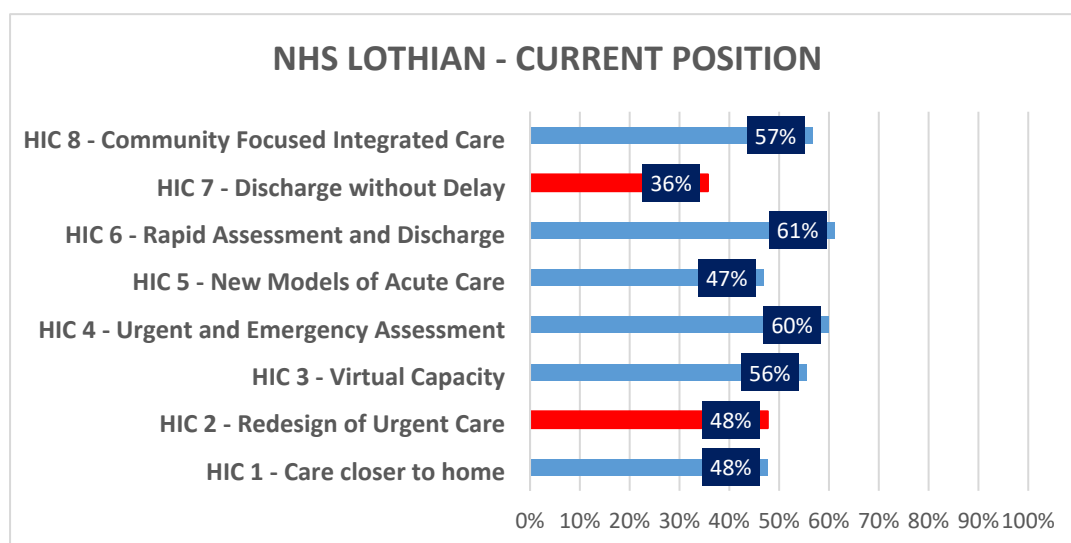 NHS LOTHIAN - CURRENT POSITION
HIC 8 - Community Focused Integrated Care 57%
HIC 7 - Discharge without Delay 36%
HIC 6 - Rapid Assessment and Discharge 61%
HIC 5 - New Models of Acute Care 47%
HIC 4 - Urgent and Emergency Assessment 60%
HIC 3 - Virtual Capacity 56%
HIC 2 - Redesign of Urgent Care 48%
HIC 1 - Care closer to home 48%
0% 10% 20% 30% 40% 50% 60% 70% 80% 90% 100%